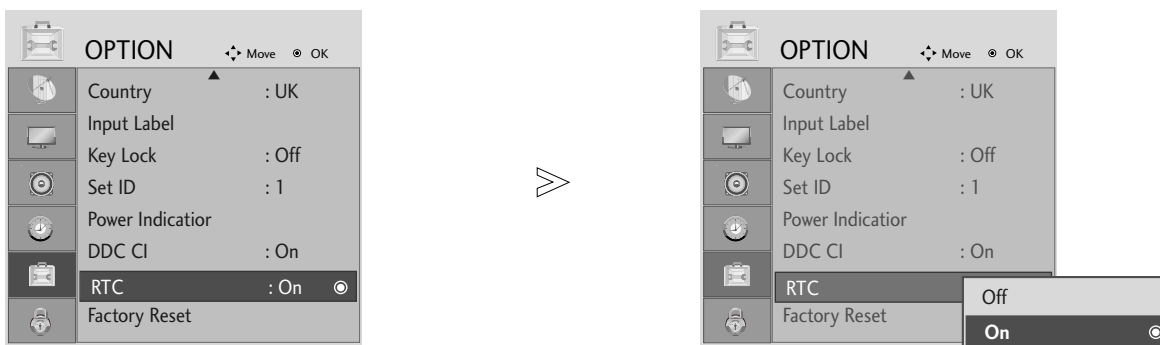 OPTION Move OK
Country : UK
Input Label
Key Lock : Off
Set ID : 1
Power Indicatior
DDC CI : On
RTC : On
Factory Reset
OPTION Move OK
Country : UK
Input Label
Key Lock : Off
Set ID : 1
Power Indicatior
DDC CI : On
RTC
Factory Reset
Off
On